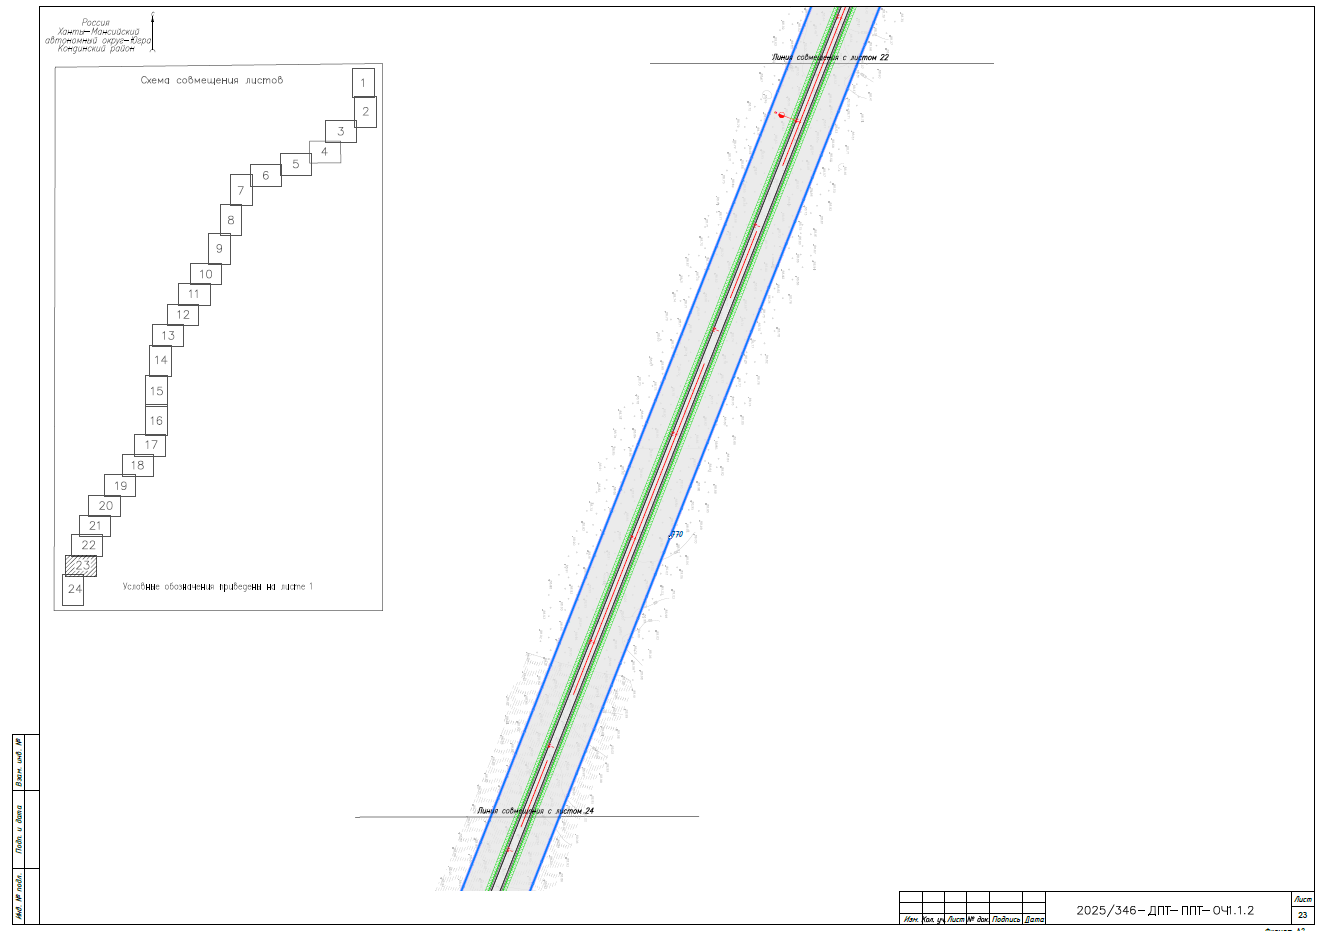 Россия
Ханты-Мансийский
автономный округ-Югра
Кондинский район
Схема совмещения листов
1
2
3
4
5
6
7
8
9
10
11
12
13
14
15
16
17
18
19
20
21
22
23
24
Условные обозначения приведены на листе 1
Линия совмещения с листом 22
Линия совмещения с листом 24
Взам. инв. №
Подп. и дата
Инв. № подл.
Изм. Кол. уч Лист № док. Подпись Дата
2025/346-ДПТ-ППТ-ОЧ1.1.2
Лист
23